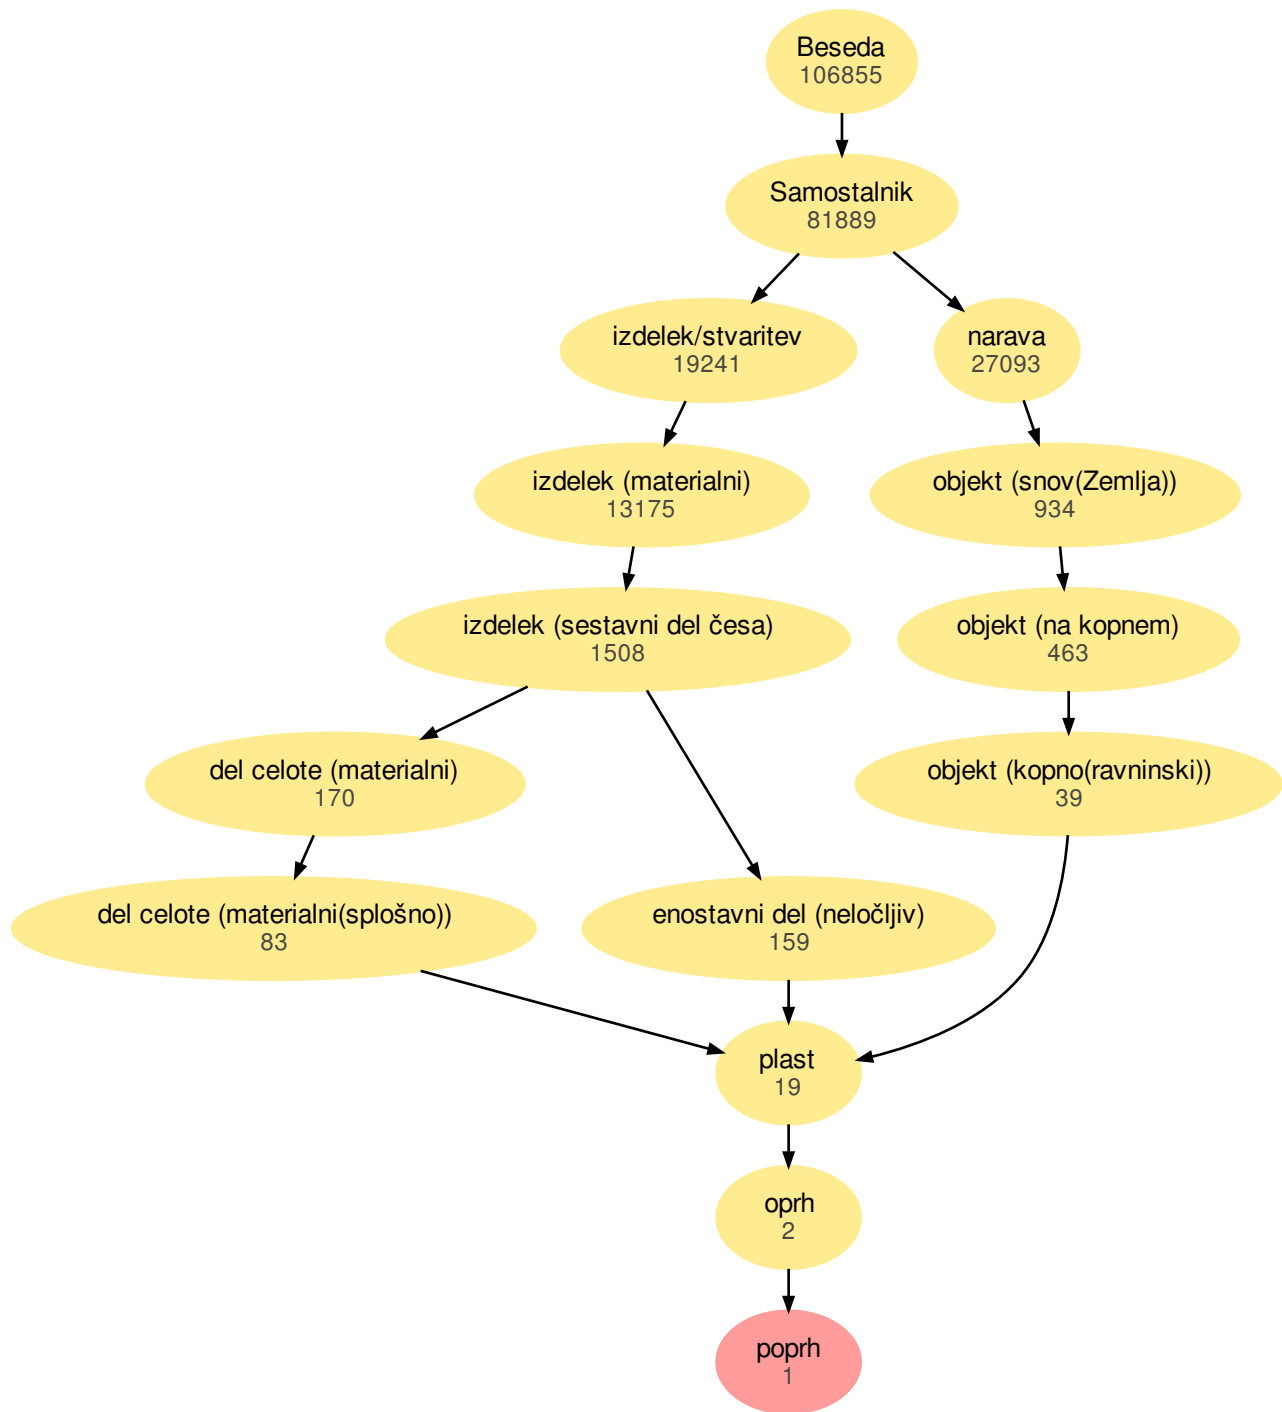 Beseda
106855
Samostalnik
81889
izdelek/stvaritev
19241
narava
27093
izdelek (materialni)
13175
objekt (snov(Zemlja))
934
izdelek (sestavni del česa)
1508
objekt (na kopnem)
463
del celote (materialni)
170
objekt (kopno(ravninski))
39
del celote (materialni(splošno))
83
enostavni del (neločljiv)
159
plast
19
oprh
2
poprh
1